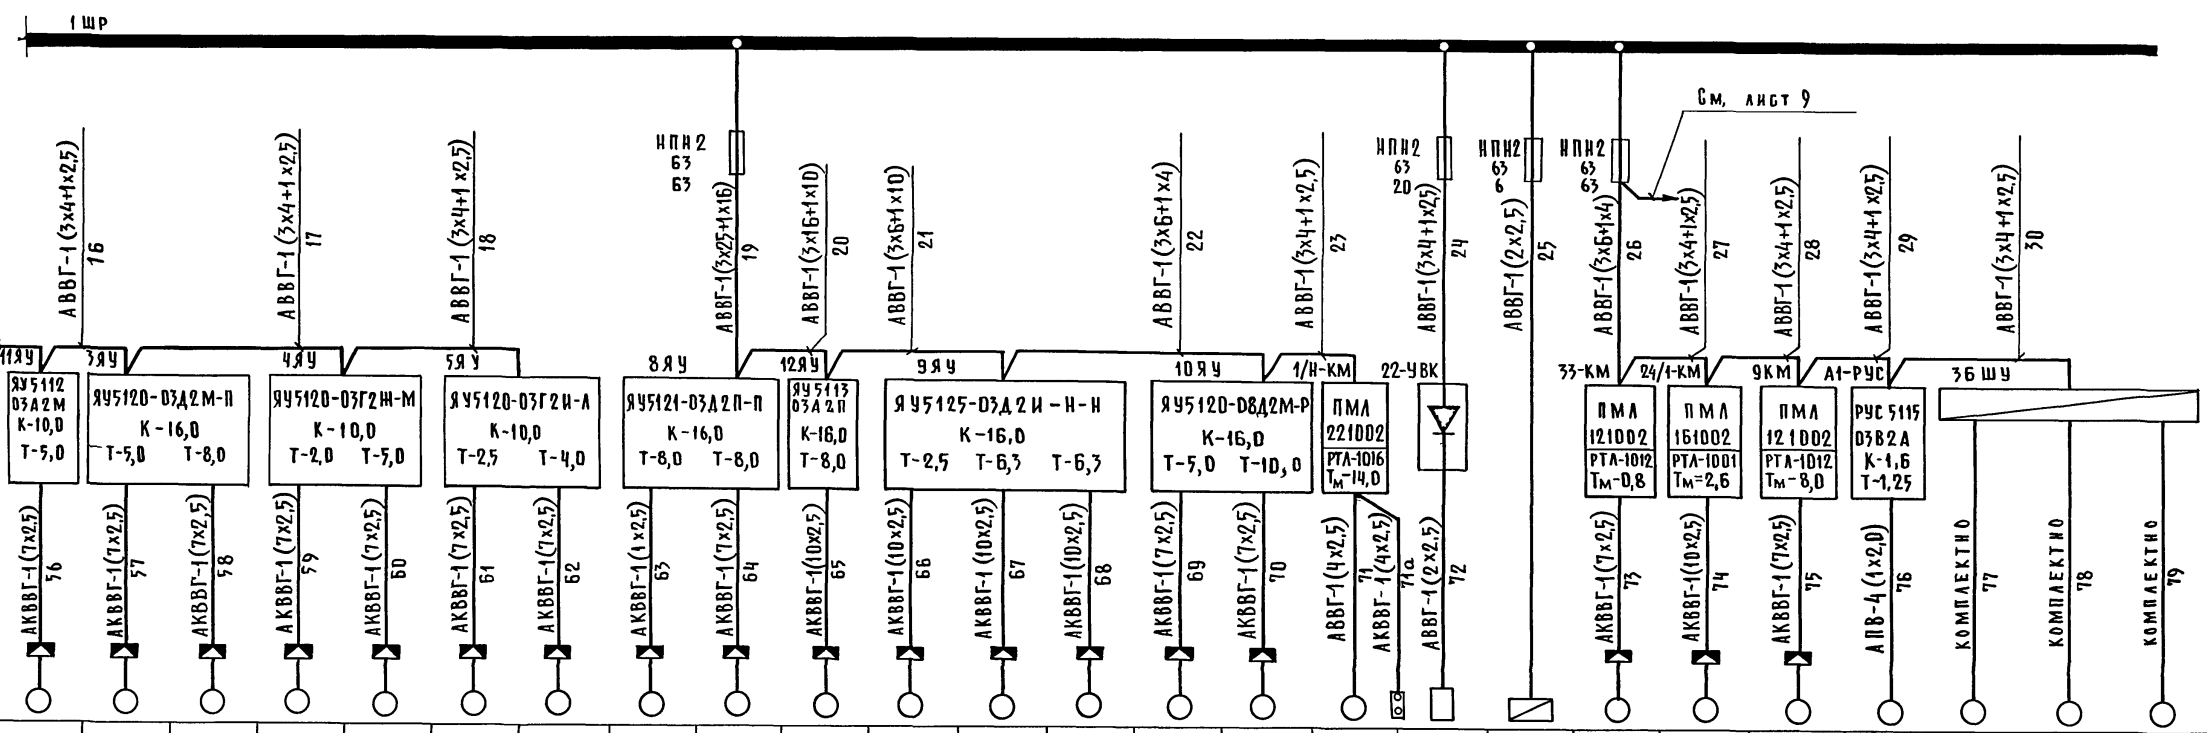 1 ШР
См, лист 9
НПН2
63
63
НПН2
63
20
НПН2
63
6
НПН2
63
63
АВВГ-1 (3х4+1х2,5)
16
АВВГ-1 (3х4+1х2,5)
17
АВВГ-1 (3х4+1х2,5)
18
АВВГ-1(3х25+1х16)
19
АВВГ-1(3х16+1х10)
20
АВВГ-1 (3х6+1х10)
21
АВВГ-1 (3х6+1х4)
22
АВВГ-1(3х4+1х2,5)
23
АВВГ-1(3х4+1х2,5)
24
АВВГ-1(2х2,5)
25
АВВГ-1(3х6+1х4)
26
АВВГ-1(3х4+1х2,5)
27
АВВГ-1(3х4+1х2,5)
28
АВВГ-1(3х4+1х2,5)
29
АВВГ-1(3х4+1х2,5)
30
11ЯУ
3ЯУ
4ЯУ
5ЯУ
8ЯУ
12ЯУ
9ЯУ
10ЯУ
1/Н-КМ
22-УВК
33-КМ
24/1-КМ
9КМ
А1-РУС
36ШУ
ЯУ5112
03А2М
К-10,0
Т-5,0
ЯУ5120-03Д2М-П
К-16,0
Т-5,0 Т-8,0
ЯУ5120-03Г2Ж-М
К-10,0
Т-2,0 Т-5,0
ЯУ5120-03Г2И-Л
К-10,0
Т-2,5 Т-4,0
ЯУ5121-03Д2П-П
К-16,0
Т-8,0 Т-8,0
ЯУ5113
03А2П
К-16,0
Т-8,0
ЯУ5125-03Д2И-Н-Н
К-16,0
Т-2,5 Т-6,3 Т-6,3
ЯУ5120-08Д2М-Р
К-16,0
Т-5,0 Т-10,0
ПМЛ
221002
РТЛ-1016
Тм-14,0
ПМЛ
121002
РТЛ-1012
Тм-0,8
ПМЛ
161002
РТЛ-1001
Тм=2,6
ПМЛ
121002
РТЛ-1012
Тм-8,0
РУС 5115
03В2А
К-1,6
Т-1,25
АКВВГ-1(7х2,5)
56
АКВВГ-1(7х2,5)
57
АКВВГ-1(7х2,5)
58
АКВВГ-1(7х2,5)
59
АКВВГ-1(7х2,5)
60
АКВВГ-1(7х2,5)
61
АКВВГ-1(7х2,5)
62
АКВВГ-1(1х2,5)
63
АКВВГ-1(7х2,5)
64
АКВВГ-1(10х2,5)
65
АКВВГ-1(10х2,5)
66
АКВВГ-1(10х2,5)
67
АКВВГ-1(10х2,5)
68
АКВВГ-1(7х2,5)
69
АКВВГ-1(7х2,5)
70
АВВГ-1(4х2,5)
71
АКВВГ-1(4х2,5)
71а
АВВГ-1(2х2,5)
72
АКВВГ-1(7х2,5)
73
АКВВГ-1(10х2,5)
74
АКВВГ-1(7х2,5)
75
АПВ-4(1х2,0)
76
КОМПЛЕКТНО
77
КОМПЛЕКТНО
78
КОМПЛЕКТНО
79